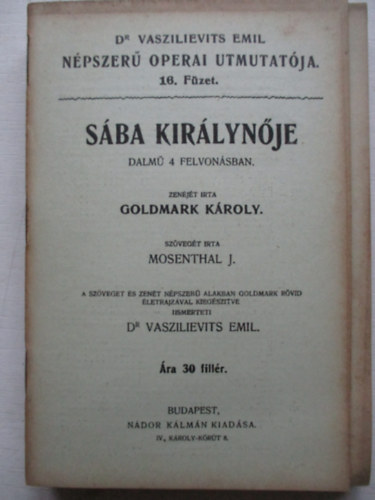 Dᴿ VASZILIEVITS EMIL
NÉPSZERŰ OPERAI UTMUTATÓJA.
16. Füzet.
SÁBA KIRÁLYNŐJE
DALMŰ 4 FELVONÁSBAN.
ZENÉJÉT IRTA
GOLDMARK KÁROLY.
SZÖVEGÉT IRTA
MOSENTHAL J.
A SZÖVEGET ÉS ZENÉT NÉPSZERŰ ALAKBAN GOLDMARK RÖVID
ÉLETRAJZÁVAL KIEGÉSZITVE
ISMERTETI
Dᴿ VASZILIEVITS EMIL.
Ára 30 fillér.
BUDAPEST,
NÁDOR KÁLMÁN KIADÁSA.
IV., KÁROLY-KÖRÚT 8.